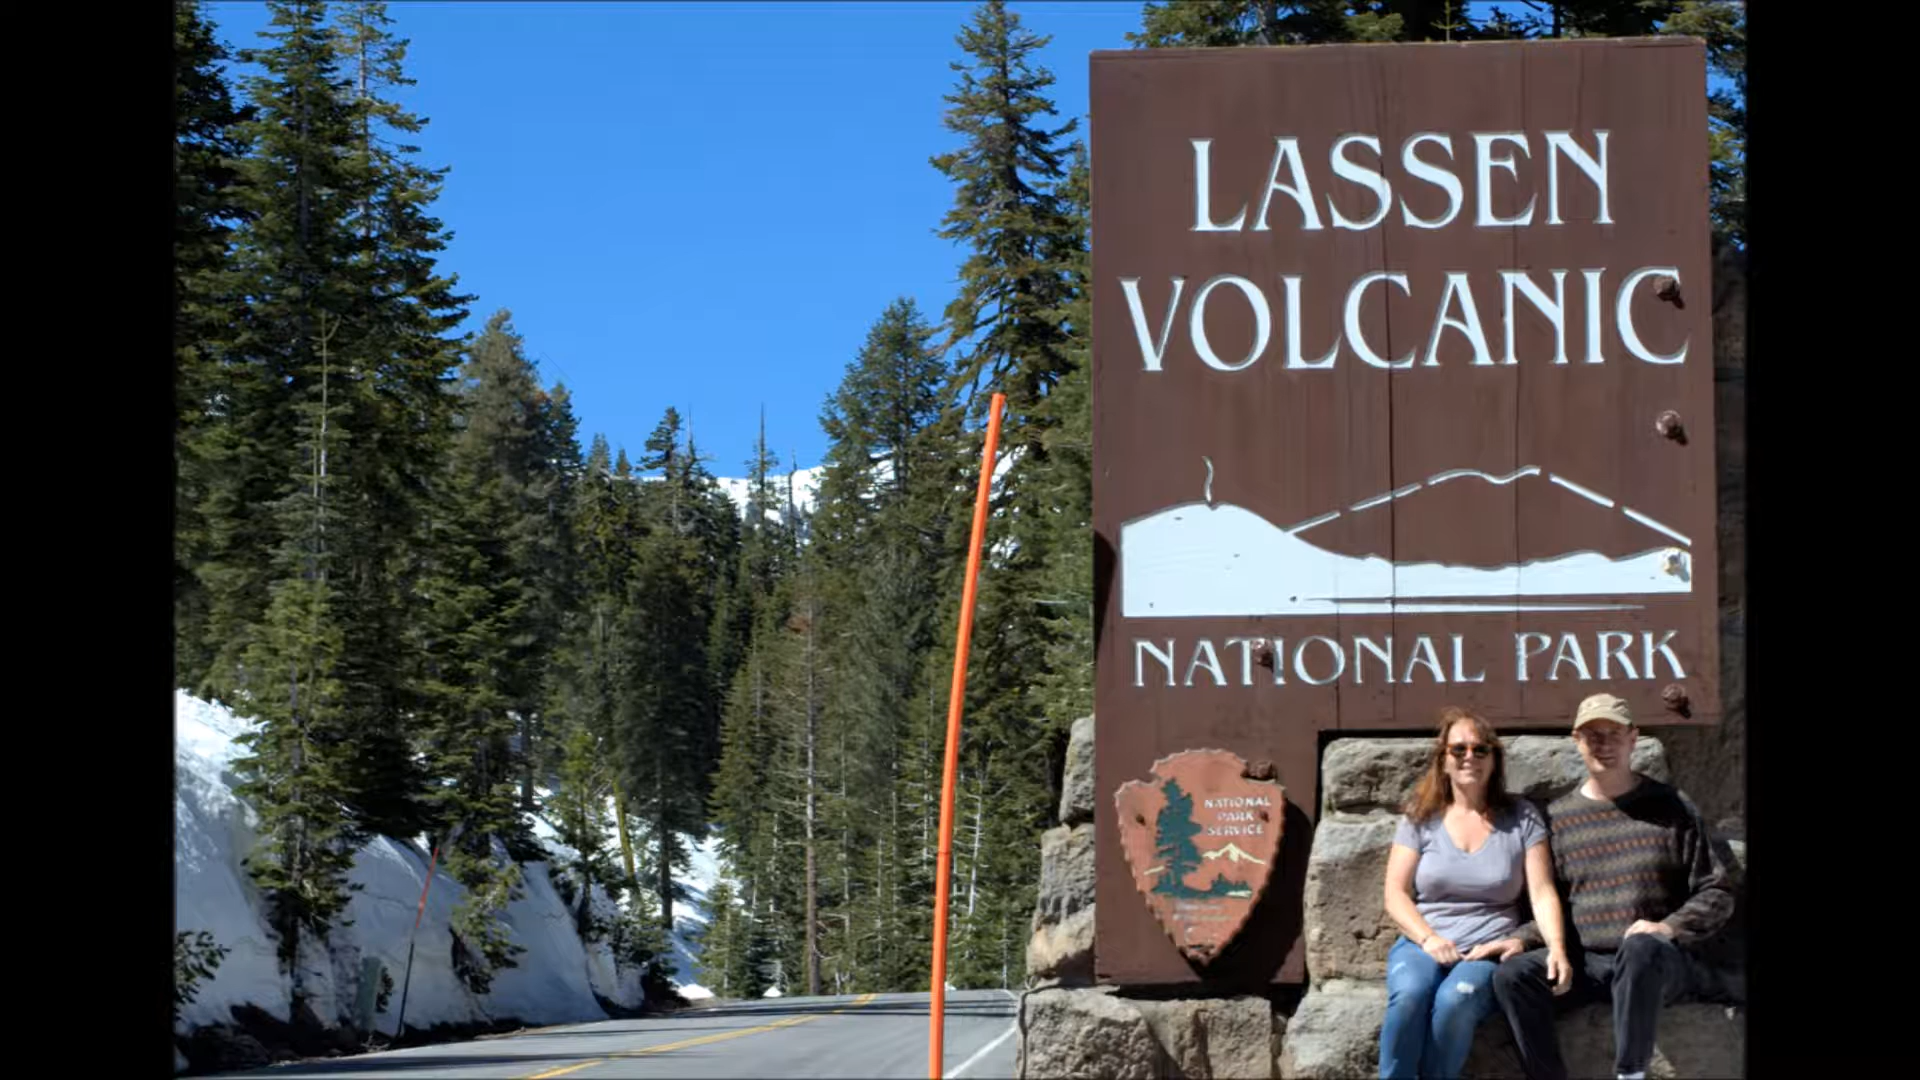 LASSEN
VOLCANIC
NATIONAL PARK
NATIONAL
PARK
SERVICE